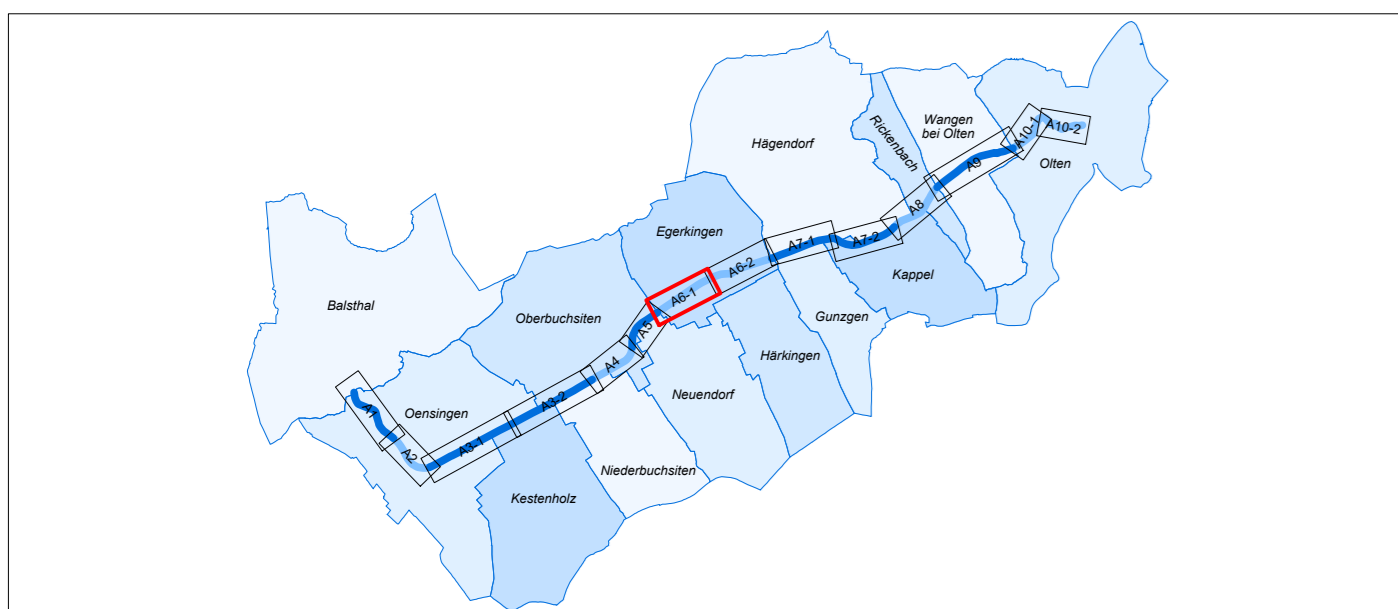 Hägendorf
Rickenbach
Wangen
bei Olten
A10-1
A10-2
Olten
A9
A8
Egerkingen
A7-1
A7-2
A6-2
Kappel
A6-1
Balsthal
Oberbuchsiten
Gunzgen
A5
Härkingen
A4
Neuendorf
Oensingen
A3-2
A1
A3-1
A2
Niederbuchsiten
Kestenholz